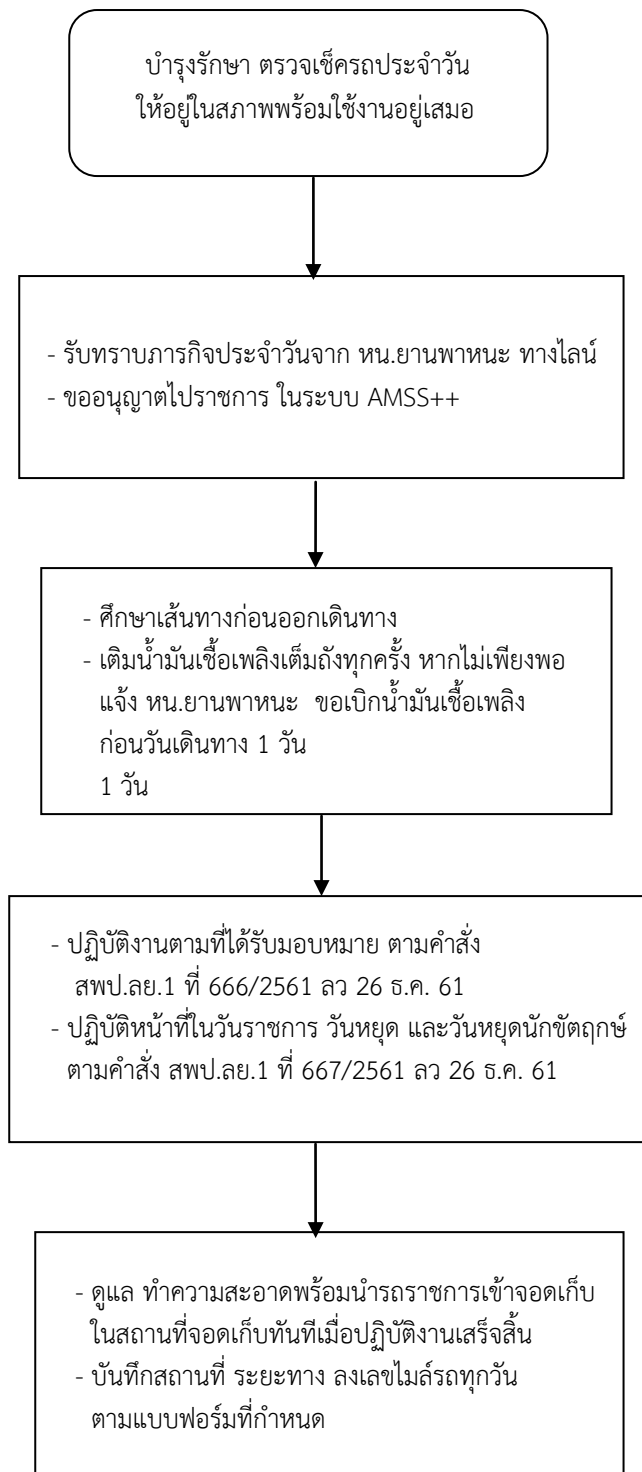 บำรุงรักษา ตรวจเช็ครถประจำวัน
ให้อยู่ในสภาพพร้อมใช้งานอยู่เสมอ
- รับทราบภารกิจประจำวันจาก หน.ยานพาหนะ ทางไลน์
- ขออนุญาตไปราชการ ในระบบ AMSS++
- ศึกษาเส้นทางก่อนออกเดินทาง
- เติมน้ำมันเชื้อเพลิงเต็มถังทุกครั้ง หากไม่เพียงพอ
แจ้ง หน.ยานพาหนะ ขอเบิกน้ำมันเชื้อเพลิง
ก่อนวันเดินทาง 1 วัน
1 วัน
- ปฏิบัติงานตามที่ได้รับมอบหมาย ตามคำสั่ง
สพป.ลย.1 ที่ 666/2561 ลว 26 ธ.ค. 61
- ปฏิบัติหน้าที่ในวันราชการ วันหยุด และวันหยุดนักขัตฤกษ์
ตามคำสั่ง สพป.ลย.1 ที่ 667/2561 ลว 26 ธ.ค. 61
- ดูแล ทำความสะอาดพร้อมนำรถราชการเข้าจอดเก็บ
ในสถานที่จอดเก็บทันทีเมื่อปฏิบัติงานเสร็จสิ้น
- บันทึกสถานที่ ระยะทาง ลงเลขไมล์รถทุกวัน
ตามแบบฟอร์มที่กำหนด